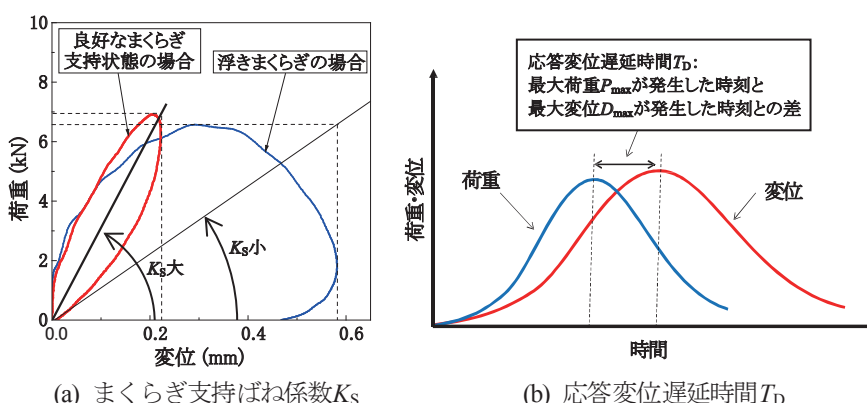 10
8
6
4
2
0
荷重 (kN)
良好なまくらぎ
支持状態の場合
浮きまくらぎの場合
KS大
KS小
0.0
0.2
0.4
0.6
変位 (mm)
(a) まくらぎ支持ばね係数KS
応答変位遅延時間TD:
最大荷重Pmaxが発生した時刻と
最大変位Dmaxが発生した時刻との差
荷重
変位
荷重・変位
時間
(b) 応答変位遅延時間TD